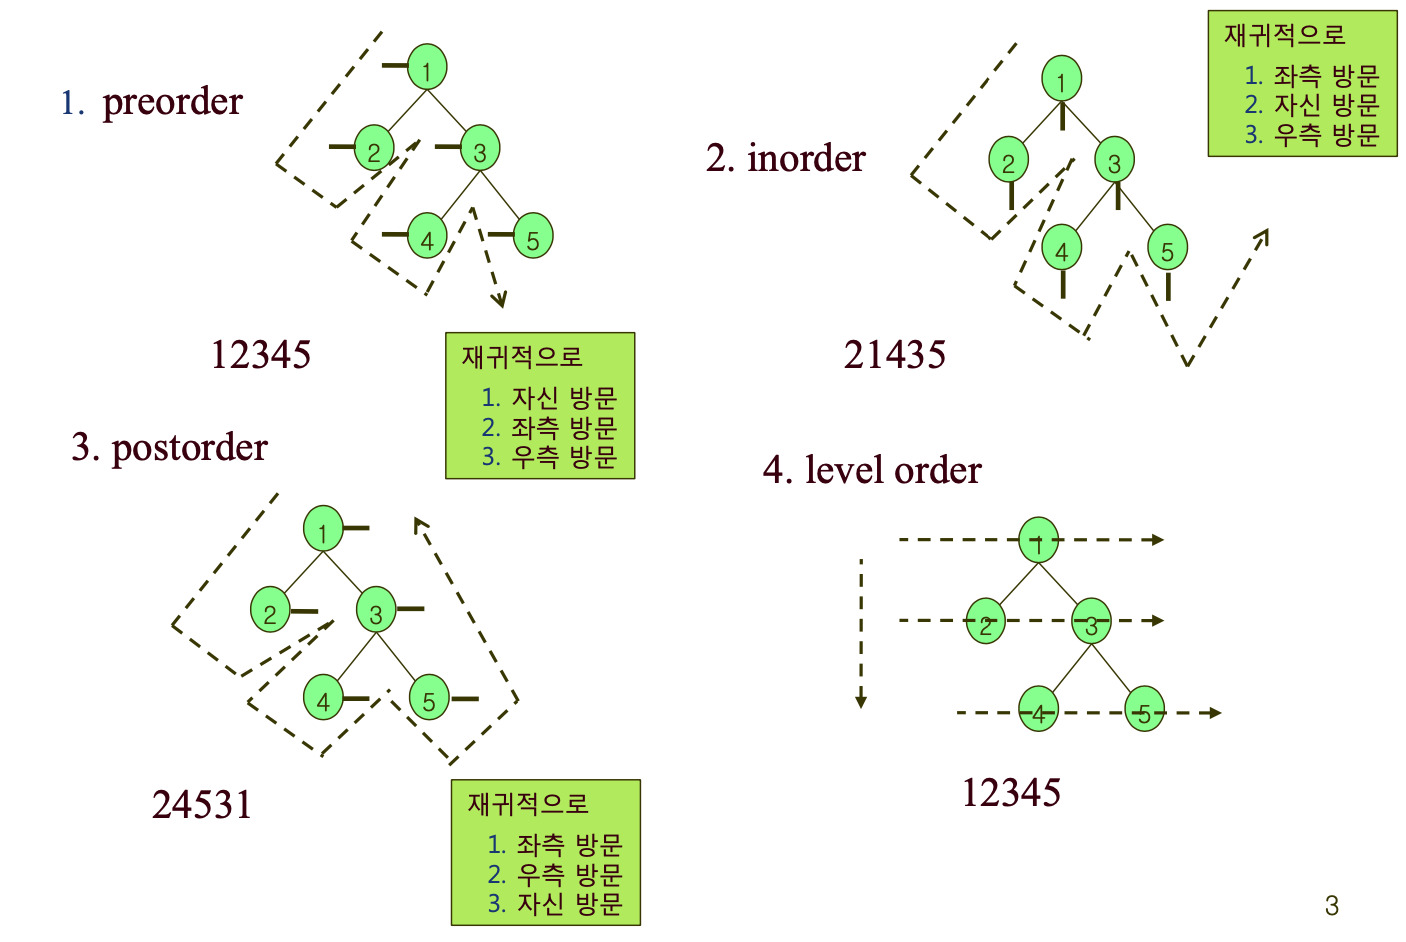 1. preorder
1
2
3
4
5
12345
재귀적으로
1. 자신 방문
2. 좌측 방문
3. 우측 방문
2. inorder
1
2
3
4
5
21435
재귀적으로
1. 좌측 방문
2. 자신 방문
3. 우측 방문
3. postorder
1
2
3
4
5
24531
재귀적으로
1. 좌측 방문
2. 우측 방문
3. 자신 방문
4. level order
1
2
3
4
5
12345
3